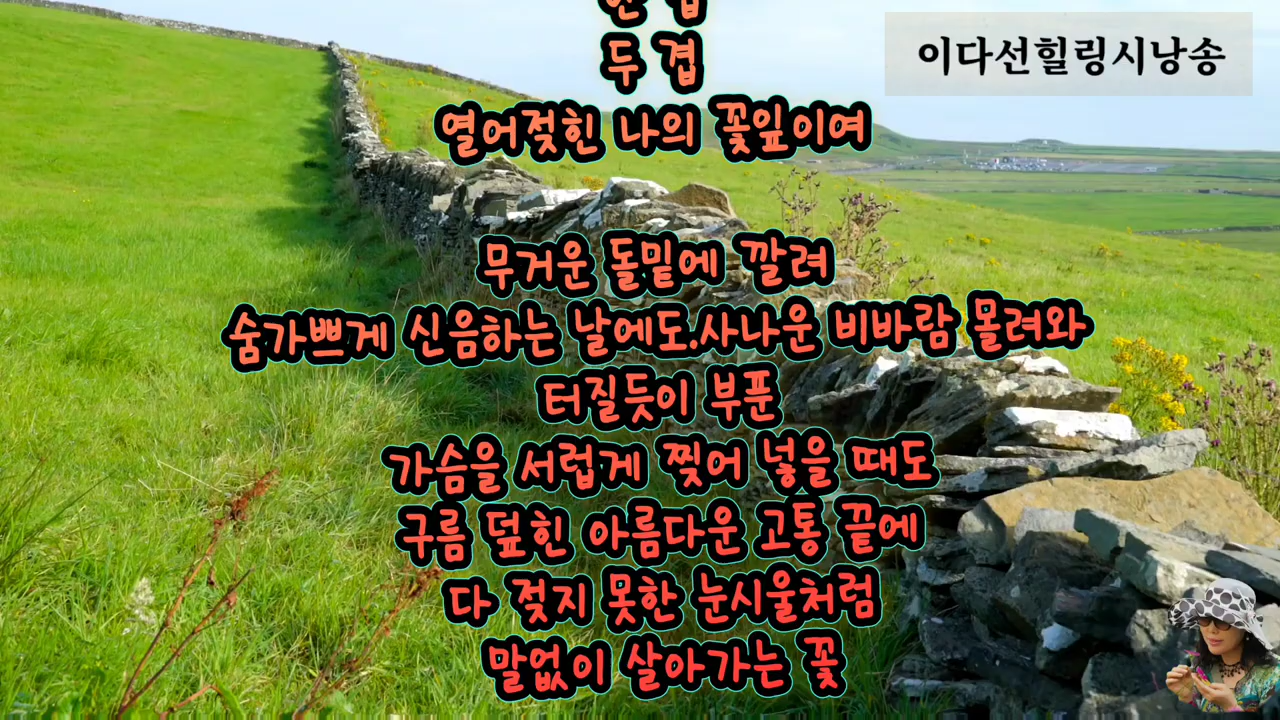 이다선힐링시낭송
두 겹
열어젖힌 나의 꽃잎이여
무거운 돌밑에 깔려
숨가쁘게 신음하는 날에도.사나운 비바람 몰려와
터질듯이 부푼
가슴을 서럽게 찢어 넣을 때도
구름 덮힌 아름다운 고통 끝에
다 젖지 못한 눈시울처럼
말없이 살아가는 꽃